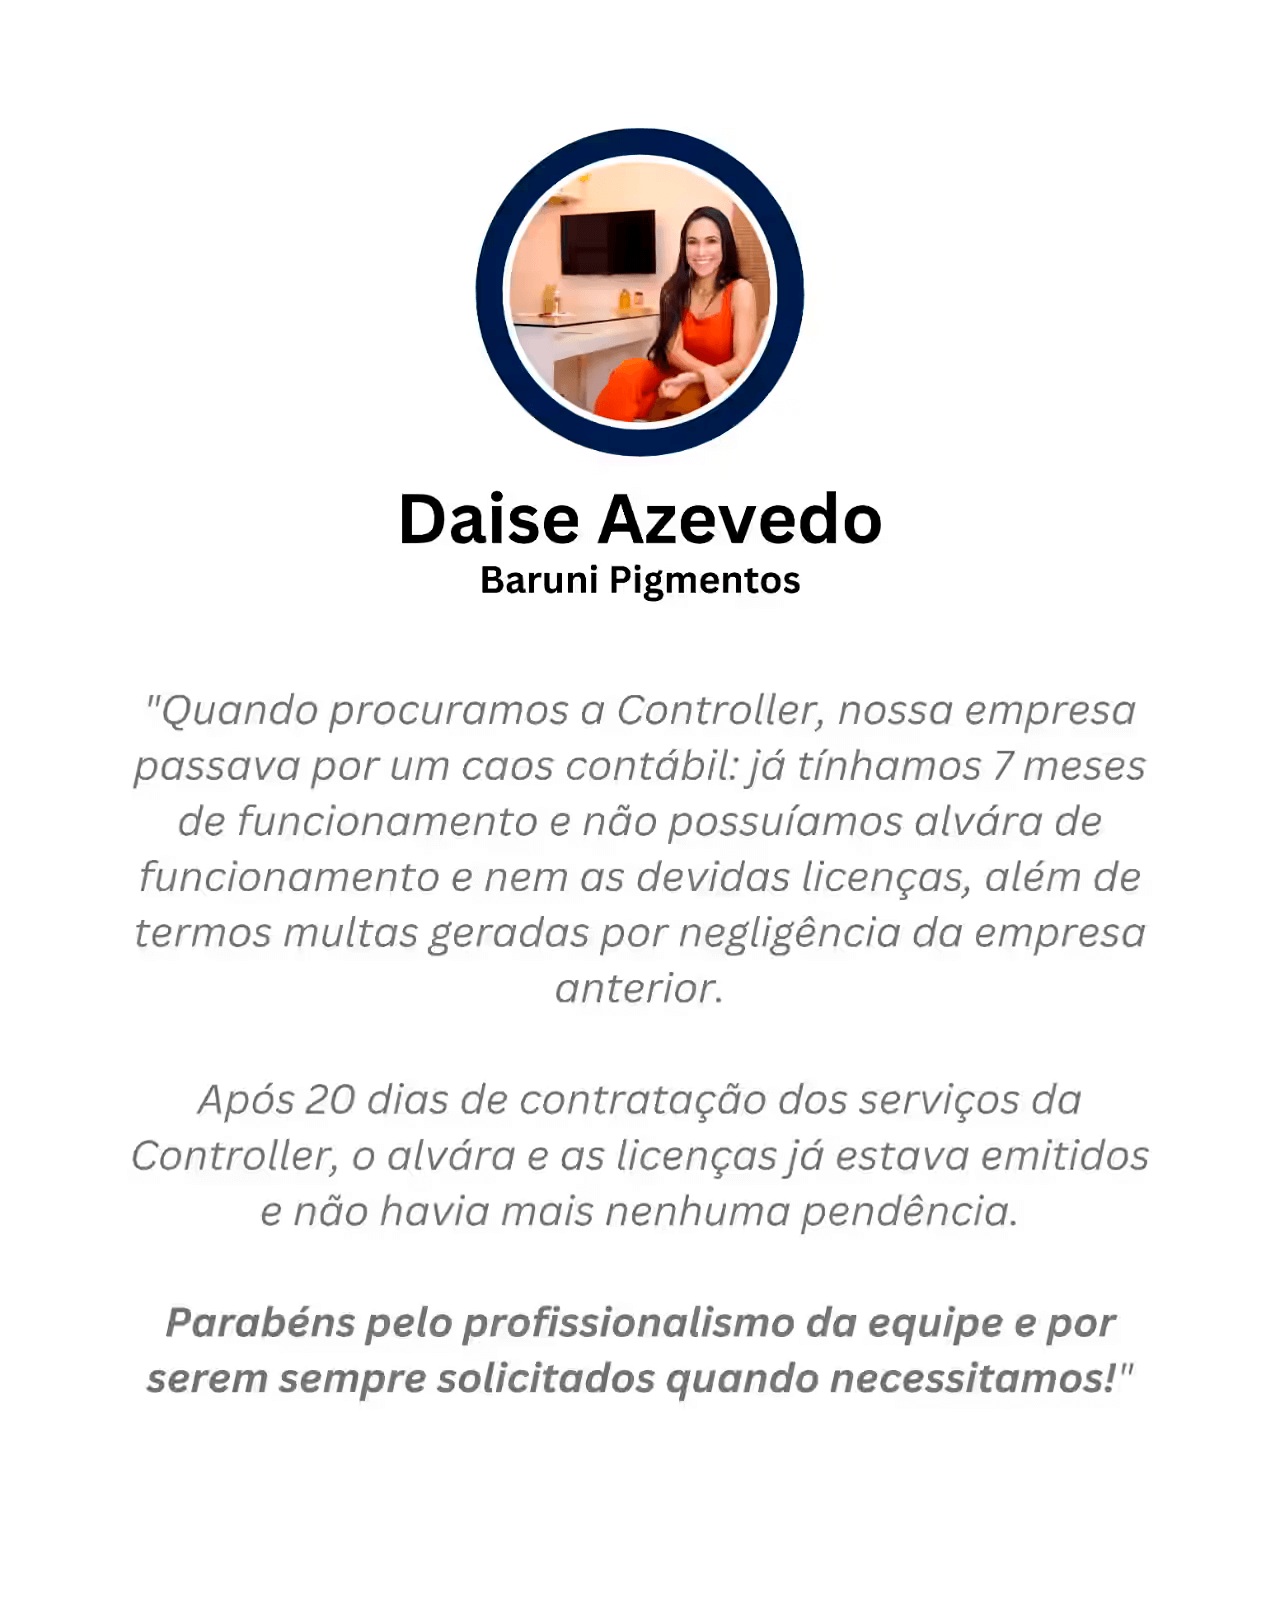 Daise Azevedo
Baruni Pigmentos
"Quando procuramos a Controller, nossa empresa
passava por um caos contábil: já tínhamos 7 meses
de funcionamento e não possuíamos alvára de
funcionamento e nem as devidas licenças, além de
termos multas geradas por negligência da empresa
anterior.
Após 20 dias de contratação dos serviços da
Controller, o alvára e as licenças já estava emitidos
e não havia mais nenhuma pendência.
Parabéns pelo profissionalismo da equipe e por
serem sempre solicitados quando necessitamos!"